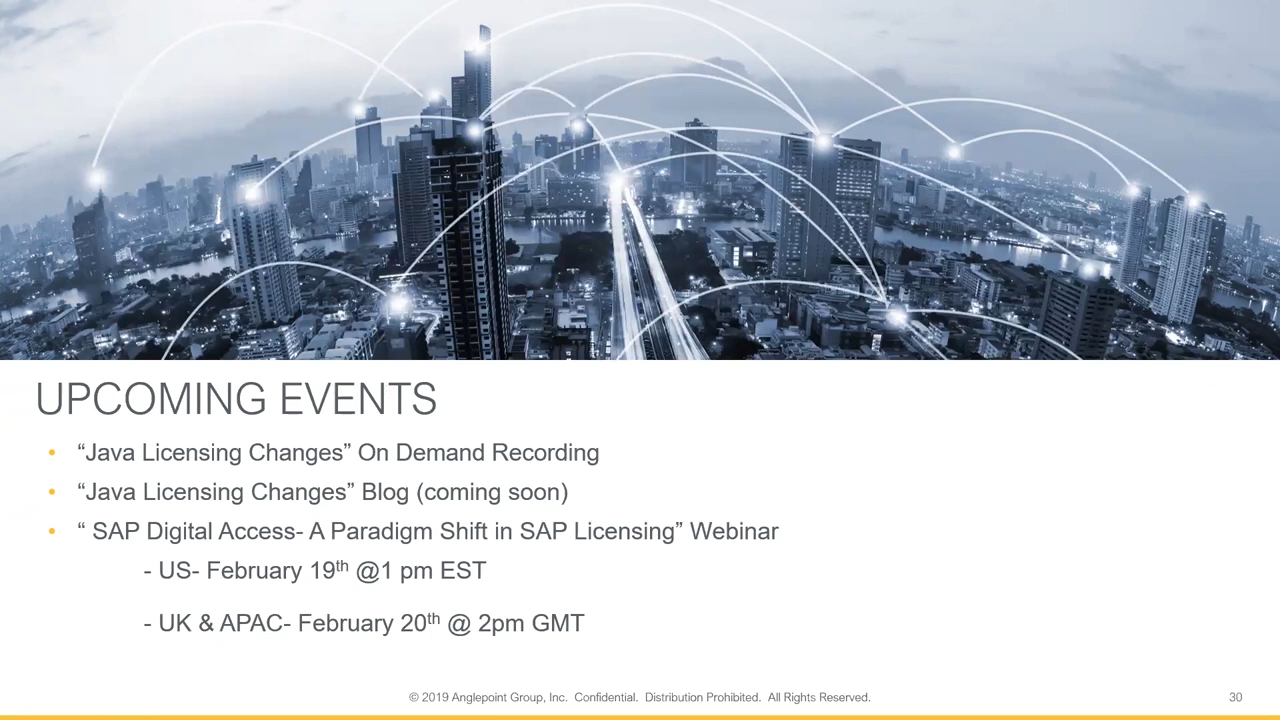 UPCOMING EVENTS
• “Java Licensing Changes” On Demand Recording
• “Java Licensing Changes” Blog (coming soon)
• “ SAP Digital Access- A Paradigm Shift in SAP Licensing” Webinar
- US- February 19th @1 pm EST
- UK & APAC- February 20th @ 2pm GMT
© 2019 Anglepoint Group, Inc. Confidential. Distribution Prohibited. All Rights Reserved.
30